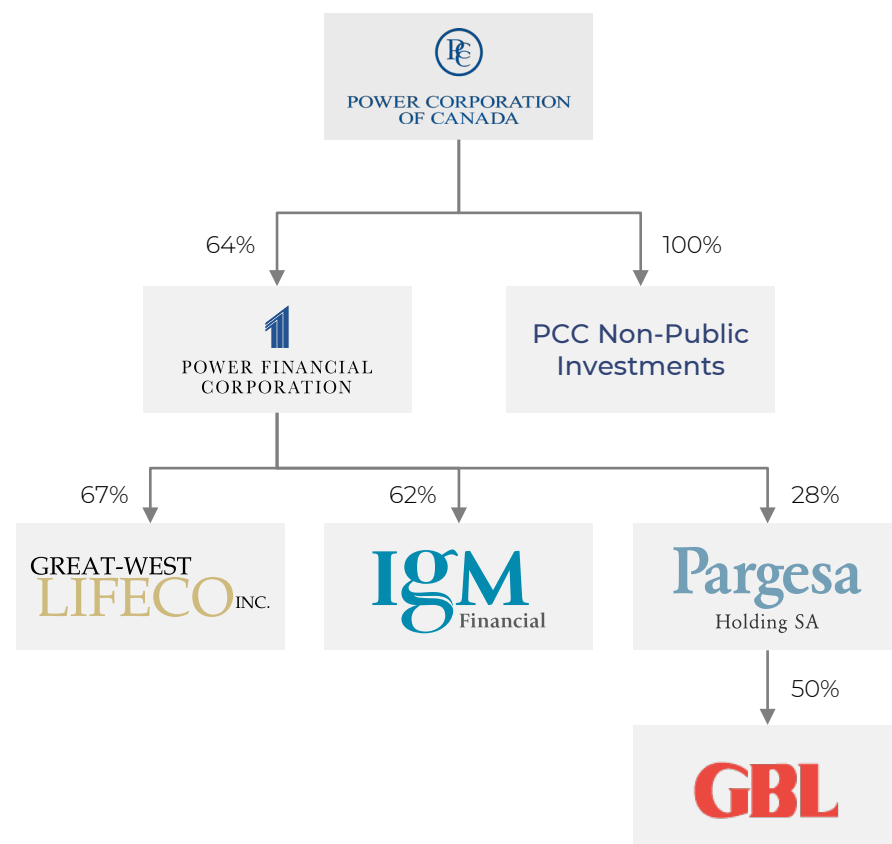 PCC
POWER CORPORATION
OF CANADA
64%
100%
POWER FINANCIAL
CORPORATION
PCC Non-Public
Investments
67%
62%
28%
GREAT-WEST
LIFECO INC.
IGM
Financial
Pargesa
Holding SA
50%
GBL